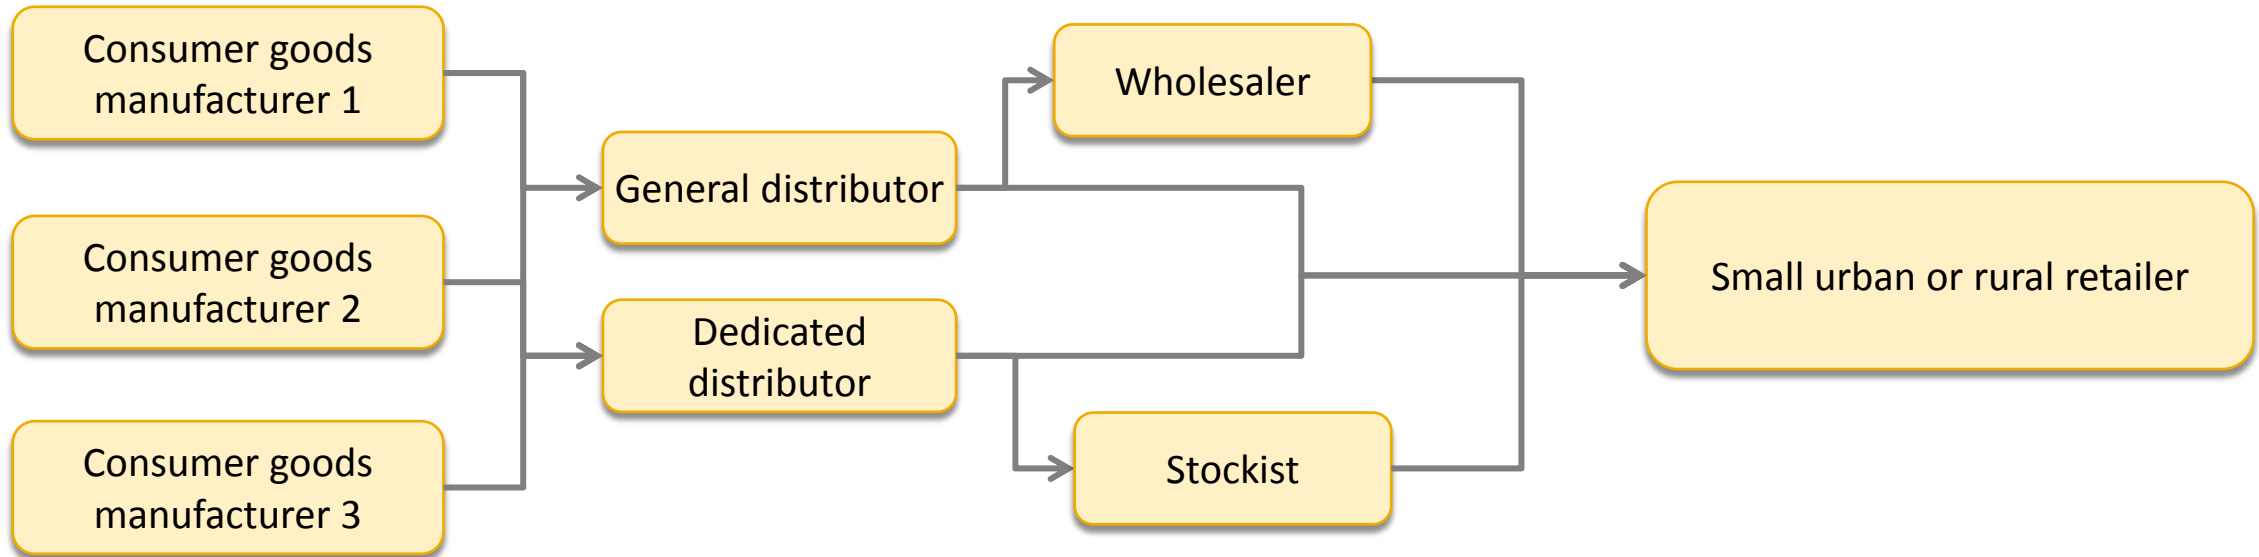 Consumer goods
manufacturer 1
Consumer goods
manufacturer 2
Consumer goods
manufacturer 3
General distributor
Dedicated
distributor
Wholesaler
Stockist
Small urban or rural retailer